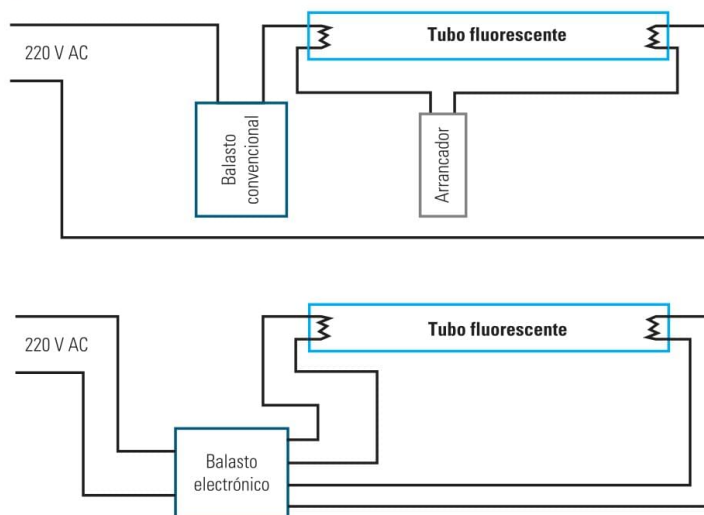 220 V AC
Tubo fluorescente
Balasto
convencional
Arrancador
220 V AC
Tubo fluorescente
Balasto
electrónico